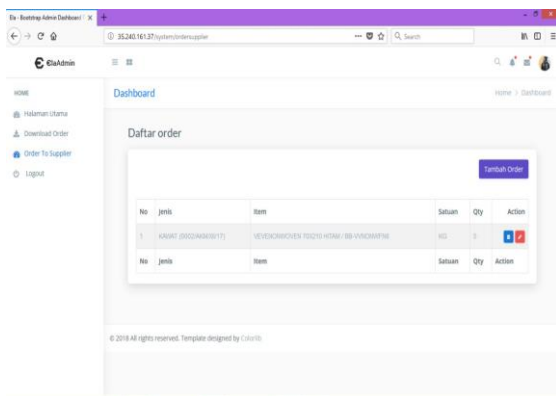 Ela - Bootstrap Admin Dashboard
35.240.161.37/system/ordersupplier
Search
ElaAdmin
HOME
Dashboard
Home > Dashboard
Halaman Utama
Download Order
Order To Supplier
Logout
Daftar order
Tambah Order
No Jenis Item Satuan Qty Action
1 KAWAT KG 0
No Jenis Item Satuan Qty Action
© 2018 All rights reserved. Template designed by Colorlib